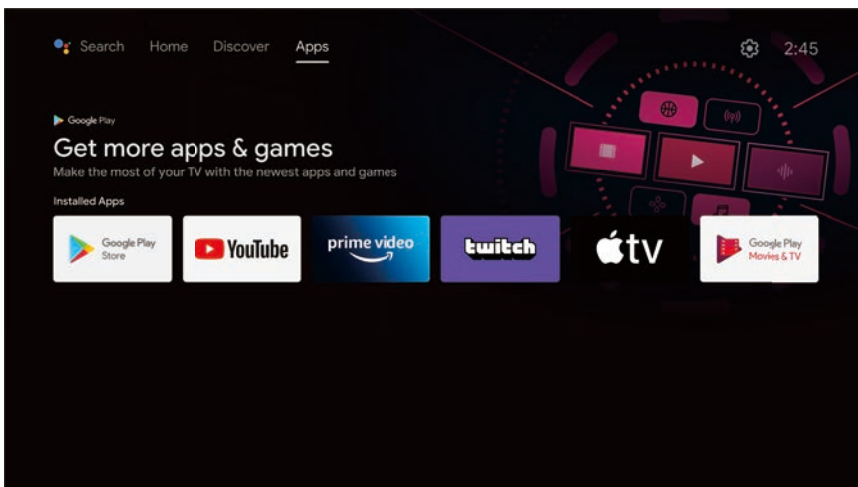 Search Home Discover Apps 2:45
Google Play
Get more apps & games
Make the most of your TV with the newest apps and games
Installed Apps
Google Play
Store
YouTube
prime video
twitch
tv
Google Play
Movies & TV